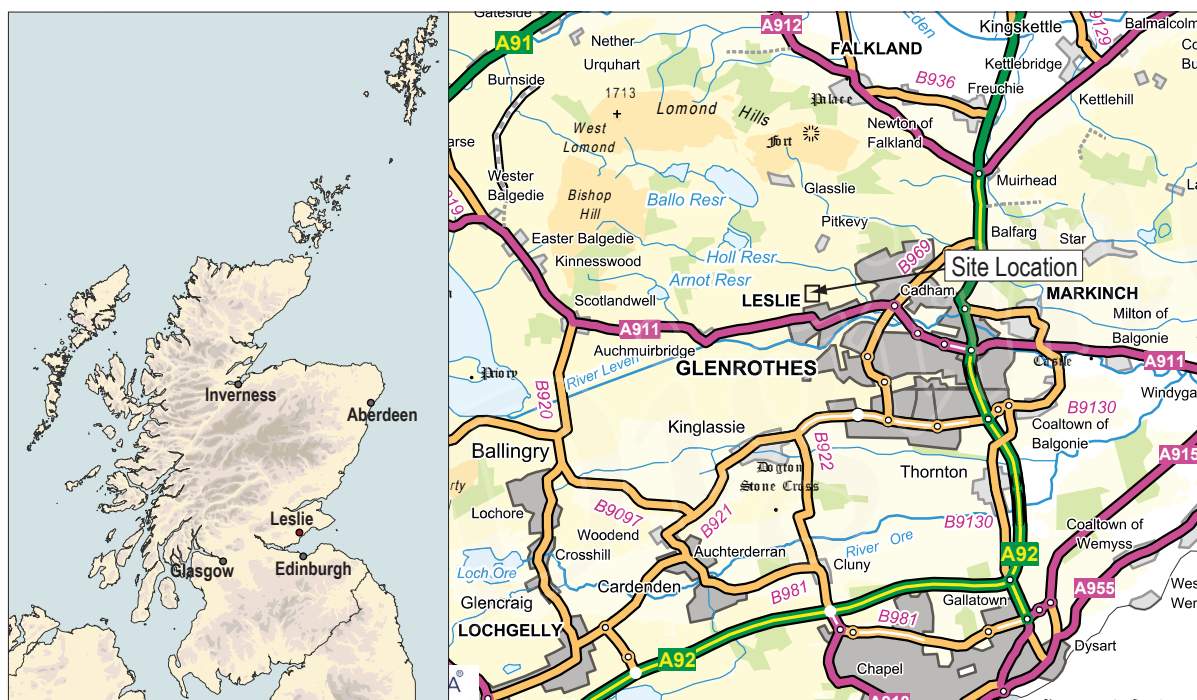 Inverness
Aberdeen
Leslie
Glasgow
Edinburgh
Gateside
A91
Nether
Urquhart
Burnside
1713
West
Lomond
Lomond
Hills
Palace
Fort
A912
FALKLAND
Eden
Kingskettle
B9129
Balmalcolm
Kettlebridge
B936
Freuchie
Kettlehill
Newton of
Falkland
Muirhead
Wester
Balgedie
Bishop
Hill
Ballo Resr
Glasslie
Pitkevy
Balfarg
Star
Easter Balgedie
Kinnesswood
Holl Resr
Arnot Resr
B969
Site Location
Scotlandwell
LESLIE
Cadham
MARKINCH
Milton of
Balgonie
A911
Auchmuirbridge
GLENROTHES
Castle
A911
Priory
River Leven
B920
B9130
Coaltown of
Balgonie
Kinglassie
B922
Ballingry
Dogton
Stone Cross
Thornton
A915
Lochore
B9097
B921
B9130
Woodend
Crosshill
Auchterderran
River Ore
Cluny
Coaltown of
Wemyss
A92
Loch Ore
Glencraig
Cardenden
B981
Gallatown
A955
LOCHGELLY
B981
A92
Dysart
Chapel